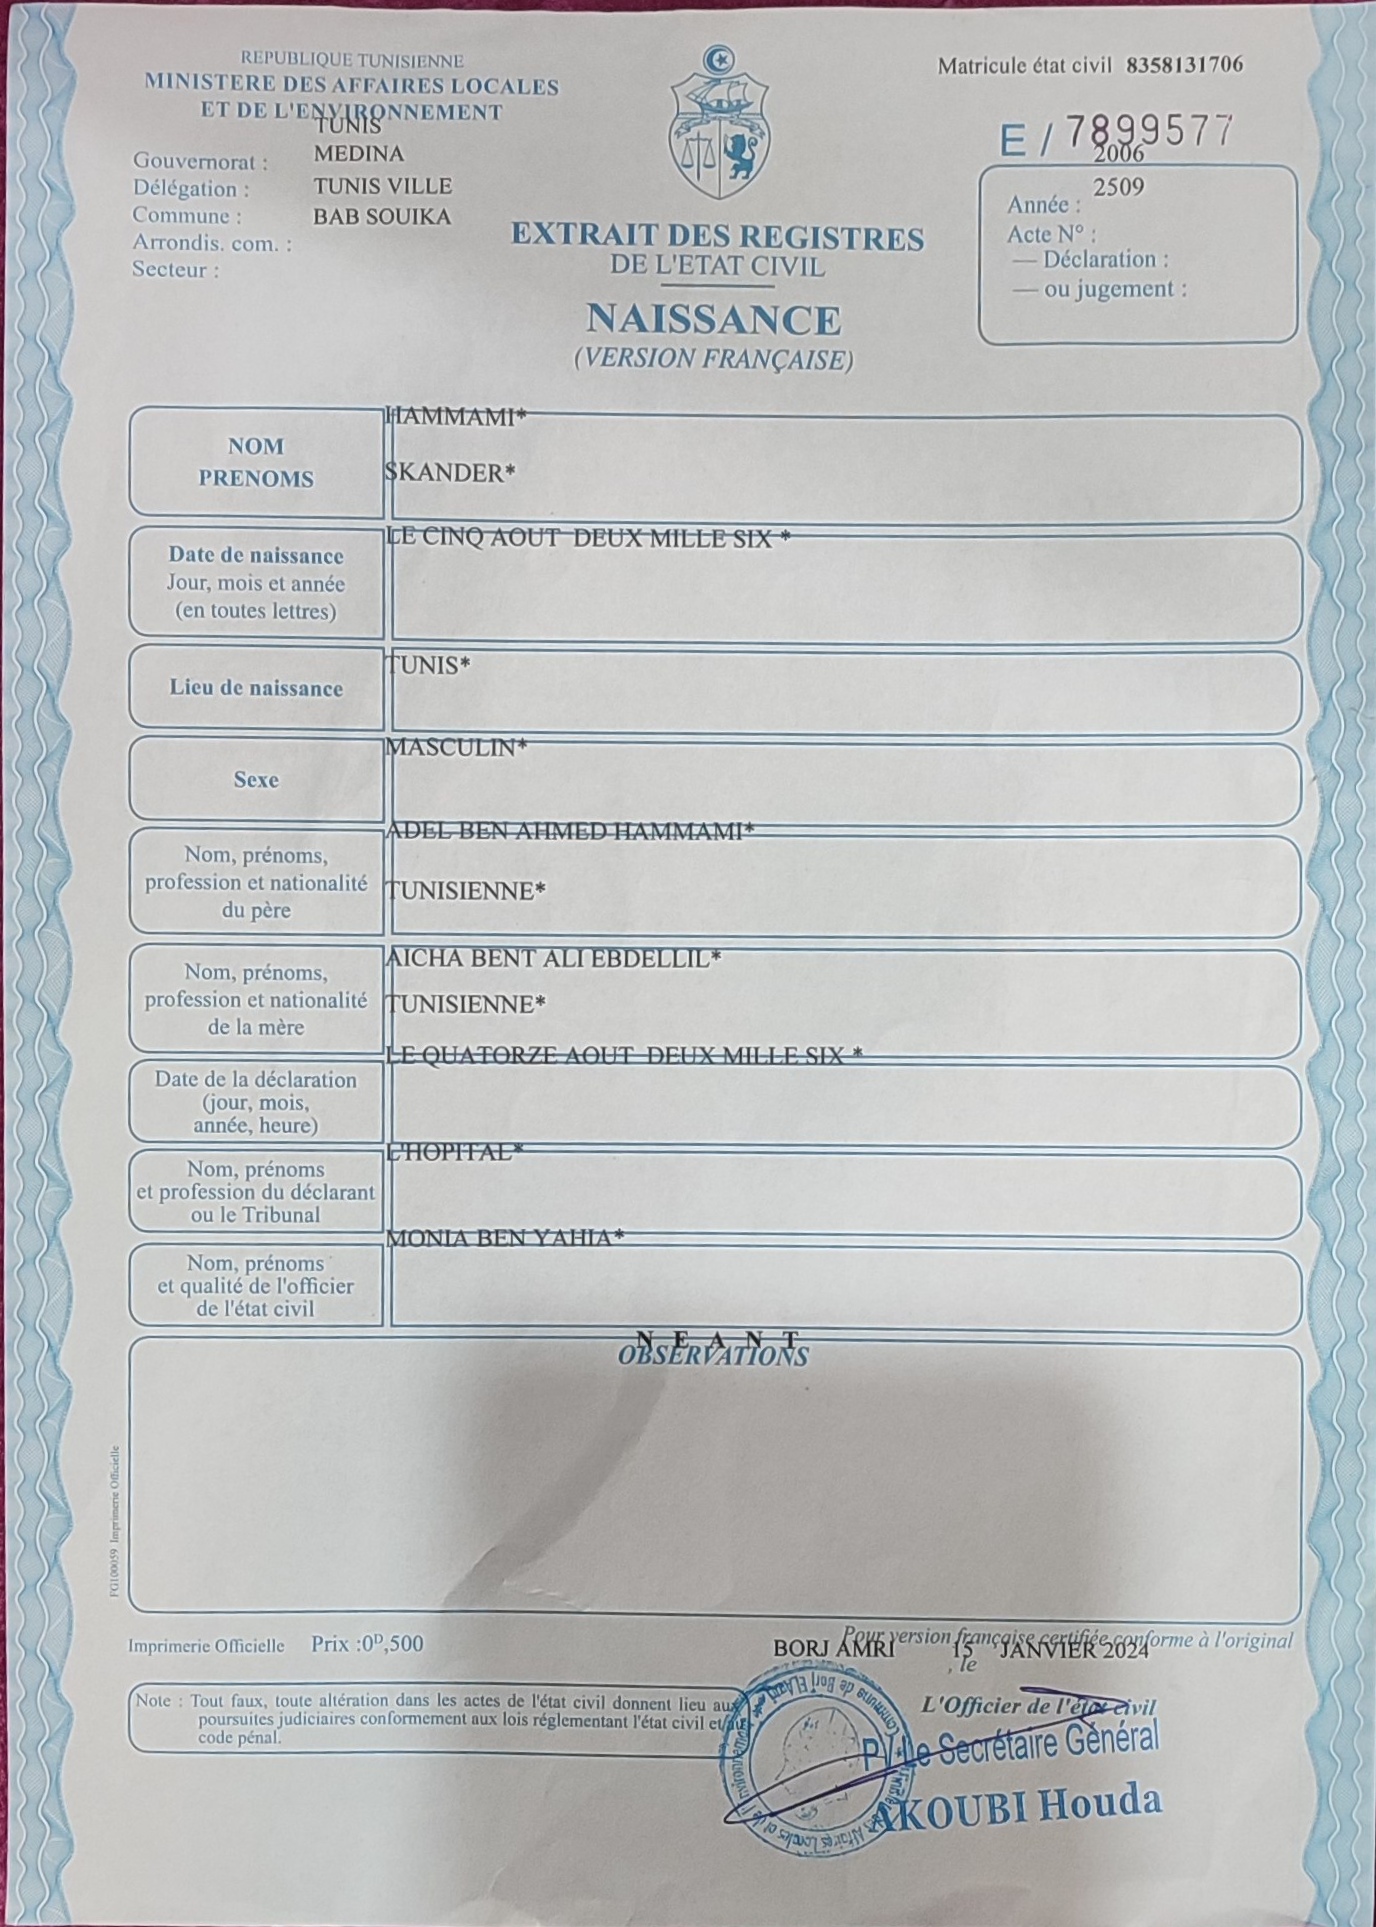 REPUBLIQUE TUNISIENNE
MINISTERE DES AFFAIRES LOCALES
ET DE L'ENVIRONNEMENT
TUNIS
Gouvernorat : MEDINA
Délégation : TUNIS VILLE
Commune : BAB SOUIKA
Arrondis. com. :
Secteur :
Matricule état civil 8358131706
E / 7899577
2006
2509
Année :
Acte N° :
— Déclaration :
— ou jugement :
EXTRAIT DES REGISTRES
DE L'ETAT CIVIL
NAISSANCE
(VERSION FRANÇAISE)
NOM
PRENOMS
HAMMAMI*
SKANDER*
Date de naissance
Jour, mois et année
(en toutes lettres)
LE CINQ AOUT DEUX MILLE SIX *
Lieu de naissance
TUNIS*
Sexe
MASCULIN*
Nom, prénoms,
profession et nationalité
du père
ADEL BEN AHMED HAMMAMI*
TUNISIENNE*
Nom, prénoms,
profession et nationalité
de la mère
AICHA BENT ALI EBDELLIL*
TUNISIENNE*
Date de la déclaration
(jour, mois,
année, heure)
LE QUATORZE AOUT DEUX MILLE SIX *
Nom, prénoms
et profession du déclarant
ou le Tribunal
L'HOPITAL*
Nom, prénoms
et qualité de l'officier
de l'état civil
MONIA BEN YAHIA*
N E A N T
OBSERVATIONS
FG100059 Imprimerie Officielle
Imprimerie Officielle Prix :0ᴰ,500
Pour version française certifiée conforme à l'original
BORJ AMRI , le 15 JANVIER 2024
Note : Tout faux, toute altération dans les actes de l'état civil donnent lieu aux
poursuites judiciaires conformement aux lois réglementant l'état civil et au
code pénal.
L'Officier de l'état civil
P/ Le Secrétaire Général
AKOUBI Houda